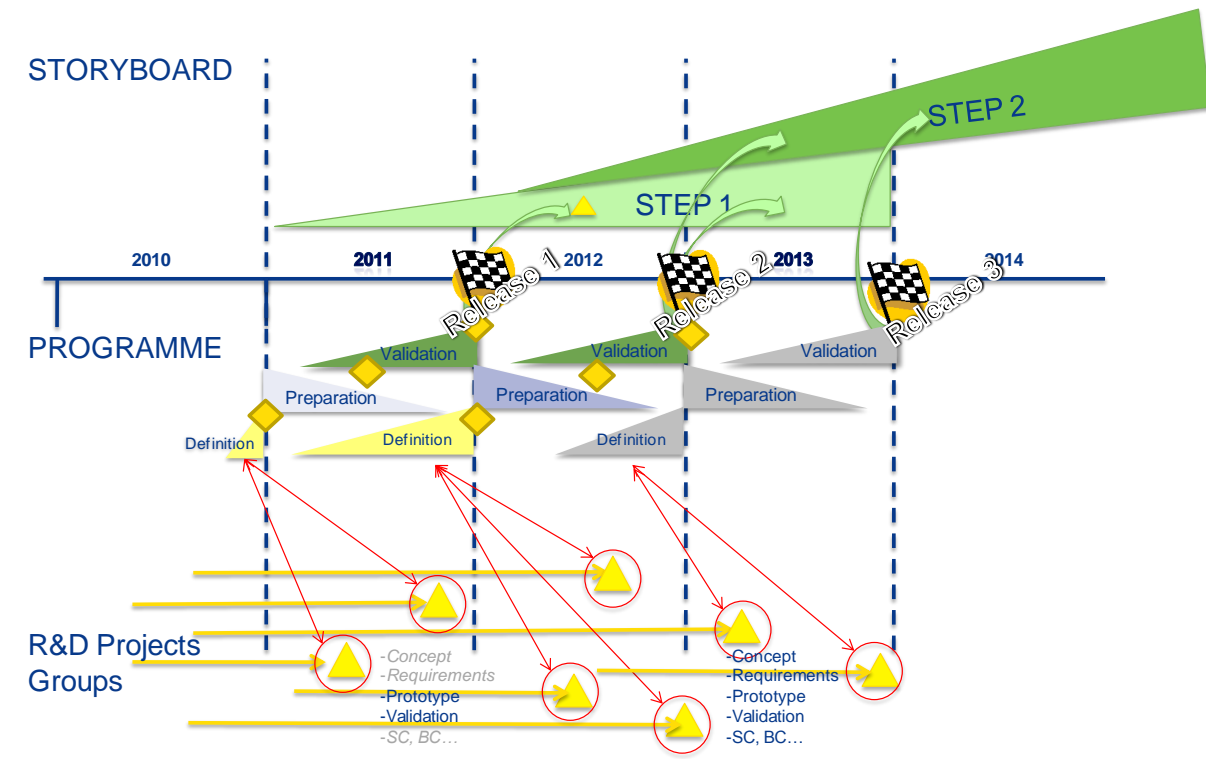 STORYBOARD
STEP 2
STEP 1
2010
2011
2012
2013
2014
Release 1
Release 2
Release 3
PROGRAMME
Validation
Validation
Validation
Preparation
Preparation
Preparation
Definition
Definition
Definition
R&D Projects
Groups
-Concept
-Requirements
-Prototype
-Validation
-SC, BC…
-Concept
-Requirements
-Prototype
-Validation
-SC, BC…